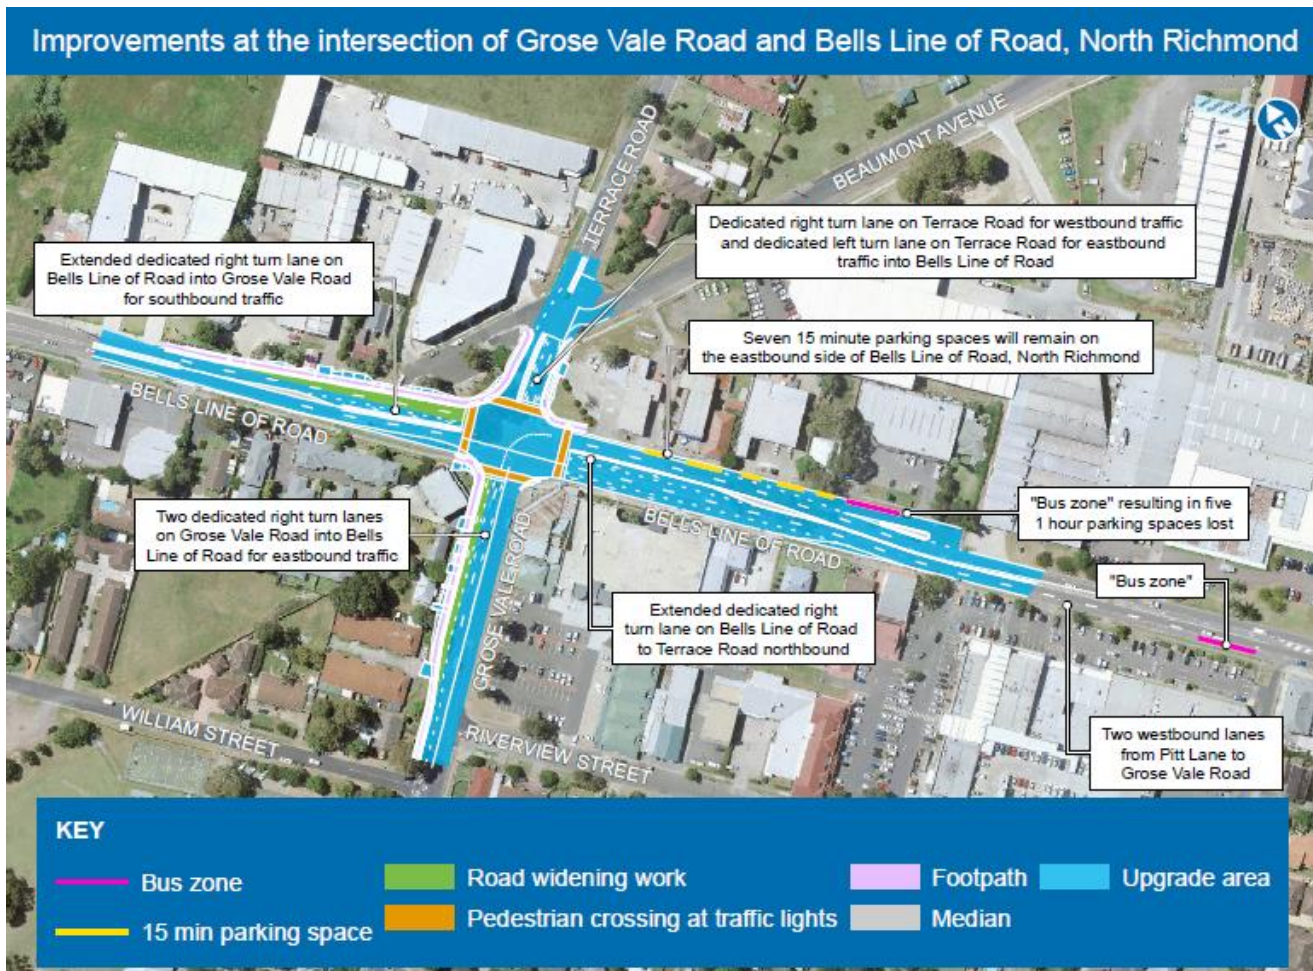 Improvements at the intersection of Grose Vale Road and Bells Line of Road, North Richmond
N
TERRACE ROAD
BEAUMONT AVENUE
Dedicated right turn lane on Terrace Road for westbound traffic
and dedicated left turn lane on Terrace Road for eastbound
traffic into Bells Line of Road
Extended dedicated right turn lane on
Bells Line of Road into Grose Vale Road
for southbound traffic
Seven 15 minute parking spaces will remain on
the eastbound side of Bells Line of Road, North Richmond
BELLS LINE OF ROAD
"Bus zone" resulting in five
1 hour parking spaces lost
Two dedicated right turn lanes
on Grose Vale Road into Bells
Line of Road for eastbound traffic
GROSE VALE ROAD
BELLS LINE OF ROAD
"Bus zone"
Extended dedicated right
turn lane on Bells Line of Road
to Terrace Road northbound
WILLIAM STREET
RIVERVIEW STREET
Two westbound lanes
from Pitt Lane to
Grose Vale Road
KEY
Bus zone
15 min parking space
Road widening work
Pedestrian crossing at traffic lights
Footpath
Median
Upgrade area